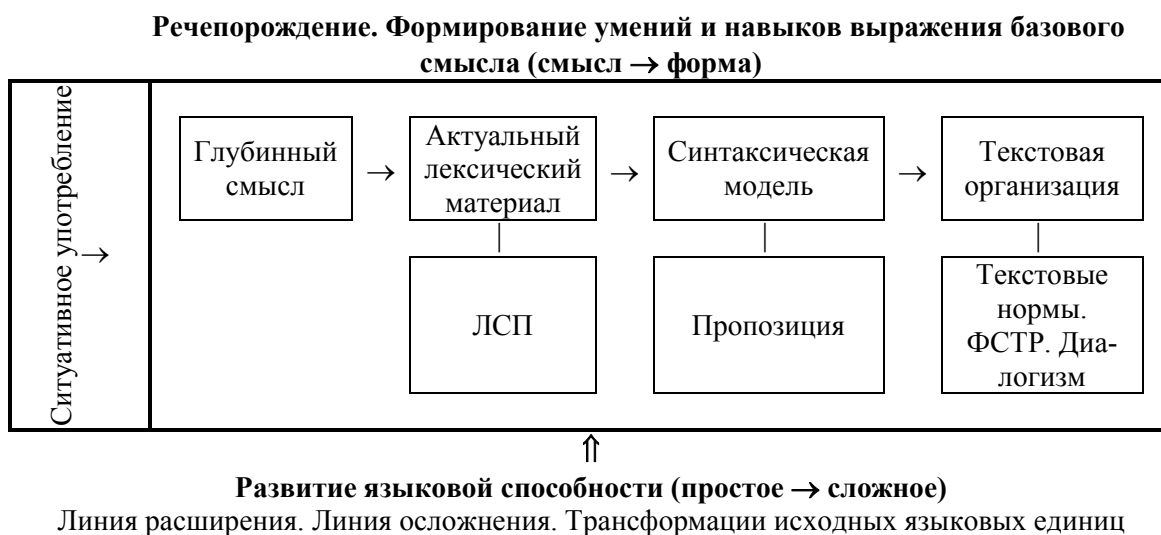 Речепорождение. Формирование умений и навыков выражения базового
смысла (смысл → форма)
Ситуативное употребление
→
Глубинный
смысл
→
Актуальный
лексический
материал
→
Синтаксическая
модель
→
Текстовая
организация
ЛСП
Пропозиция
Текстовые
нормы.
ФСТР. Диа-
логизм
⇑
Развитие языковой способности (простое → сложное)
Линия расширения. Линия осложнения. Трансформации исходных языковых единиц